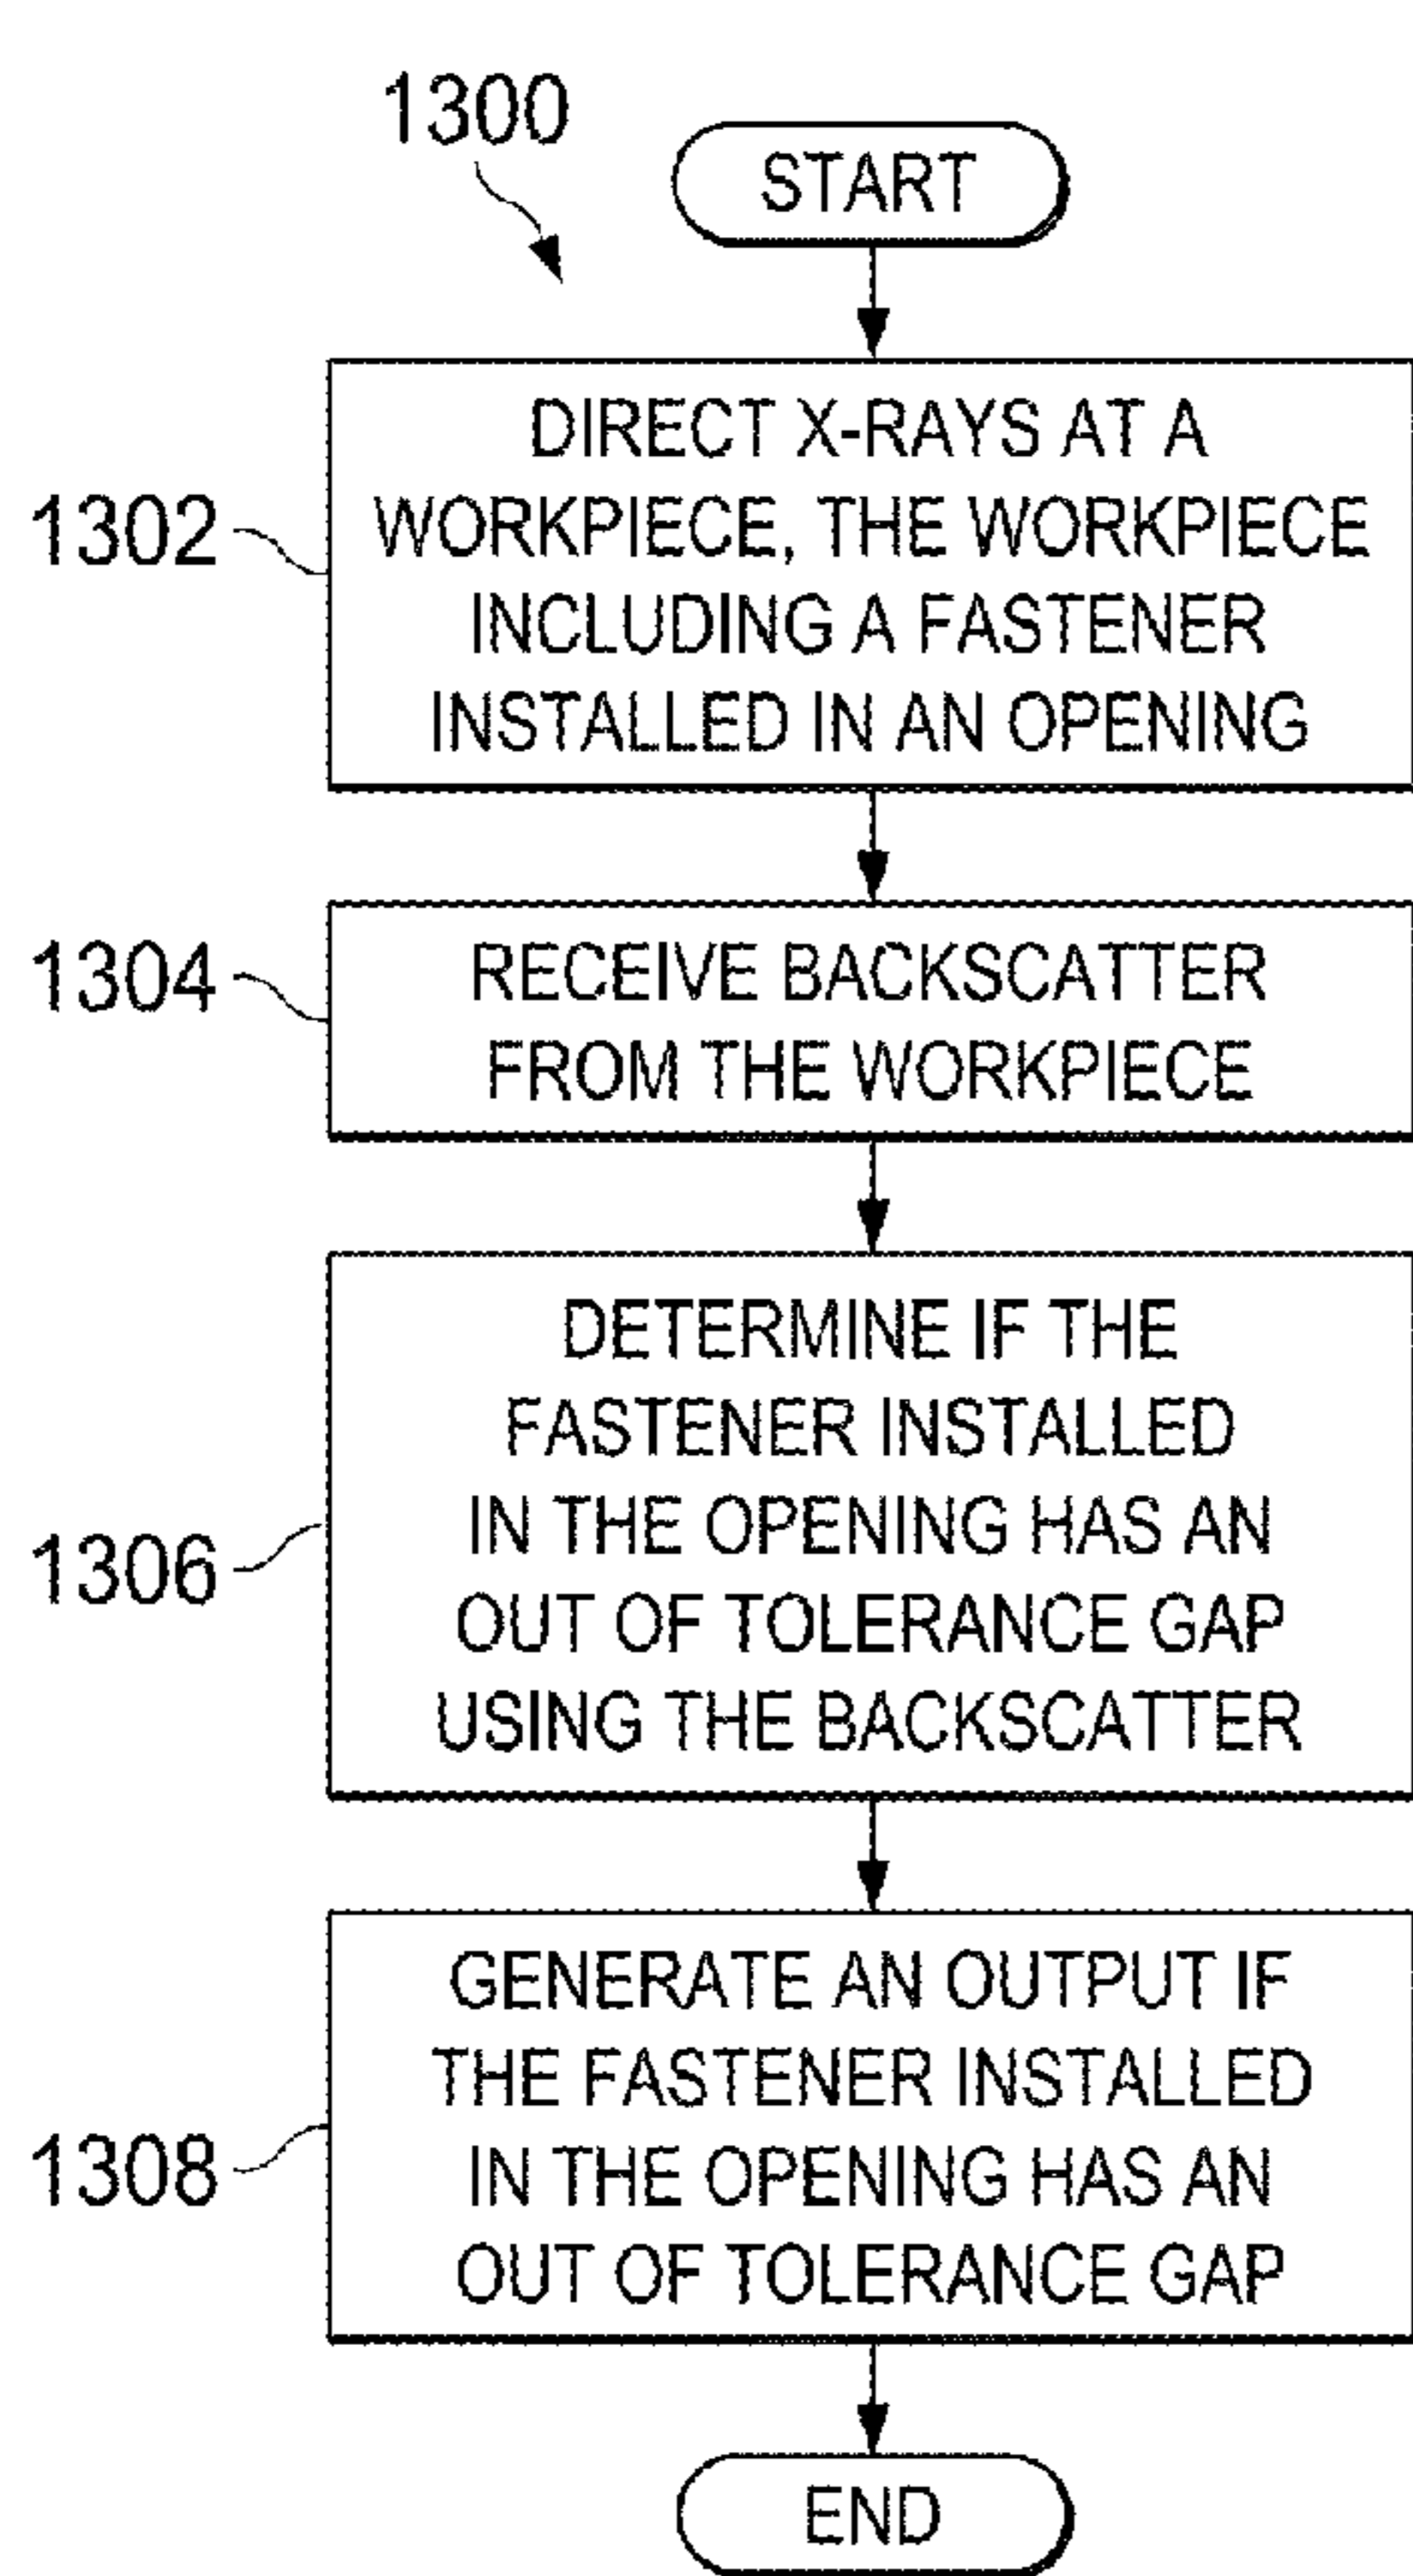 1300
START
DIRECT X-RAYS AT A
WORKPIECE, THE WORKPIECE
INCLUDING A FASTENER
INSTALLED IN AN OPENING
1302
RECEIVE BACKSCATTER
FROM THE WORKPIECE
1304
DETERMINE IF THE
FASTENER INSTALLED
IN THE OPENING HAS AN
OUT OF TOLERANCE GAP
USING THE BACKSCATTER
1306
GENERATE AN OUTPUT IF
THE FASTENER INSTALLED
IN THE OPENING HAS AN
OUT OF TOLERANCE GAP
1308
END